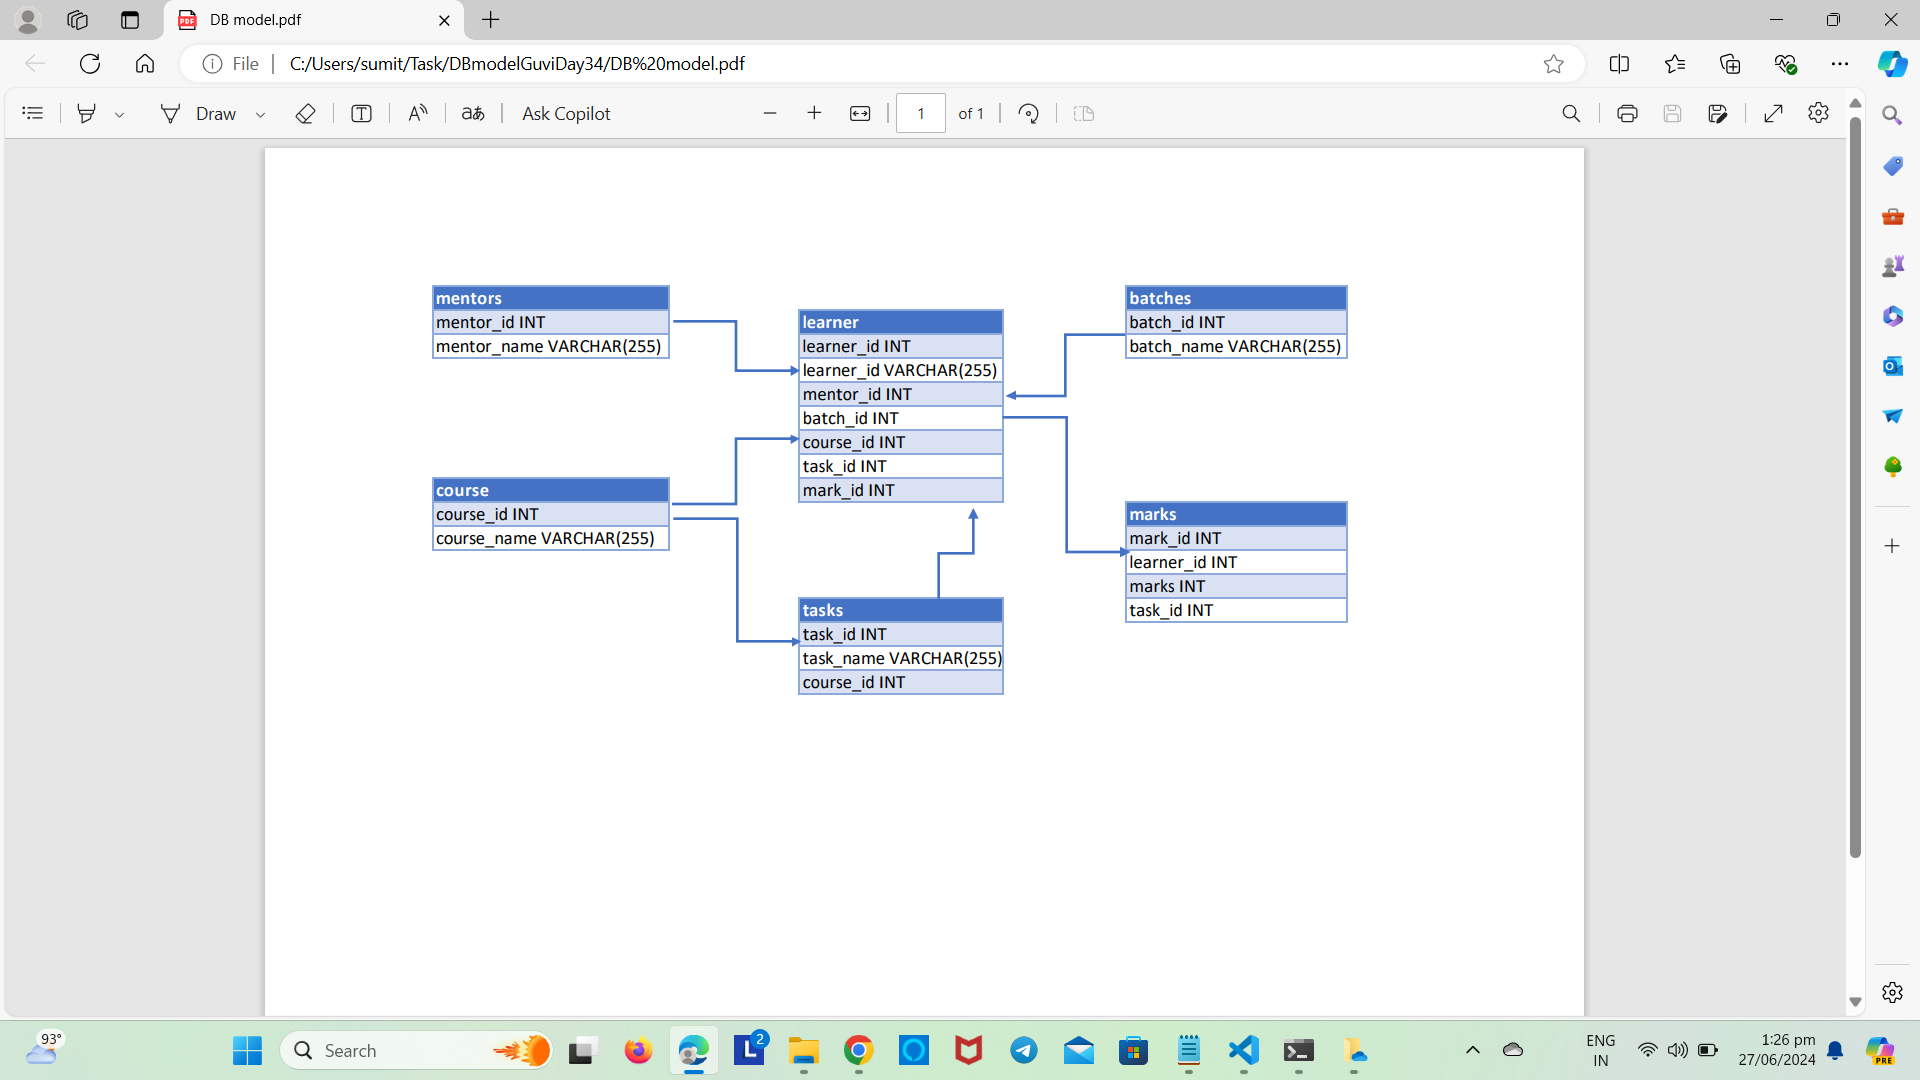 DB model.pdf
File
C:/Users/sumit/Task/DBmodelGuviDay34/DB%20model.pdf
Draw
aあ
Ask Copilot
1
of 1
mentors
mentor_id INT
mentor_name VARCHAR(255)
learner
learner_id INT
learner_id VARCHAR(255)
mentor_id INT
batch_id INT
course_id INT
task_id INT
mark_id INT
batches
batch_id INT
batch_name VARCHAR(255)
course
course_id INT
course_name VARCHAR(255)
marks
mark_id INT
learner_id INT
marks INT
task_id INT
tasks
task_id INT
task_name VARCHAR(255)
course_id INT
93°
Search
2
ENG
IN
1:26 pm
27/06/2024
PRE